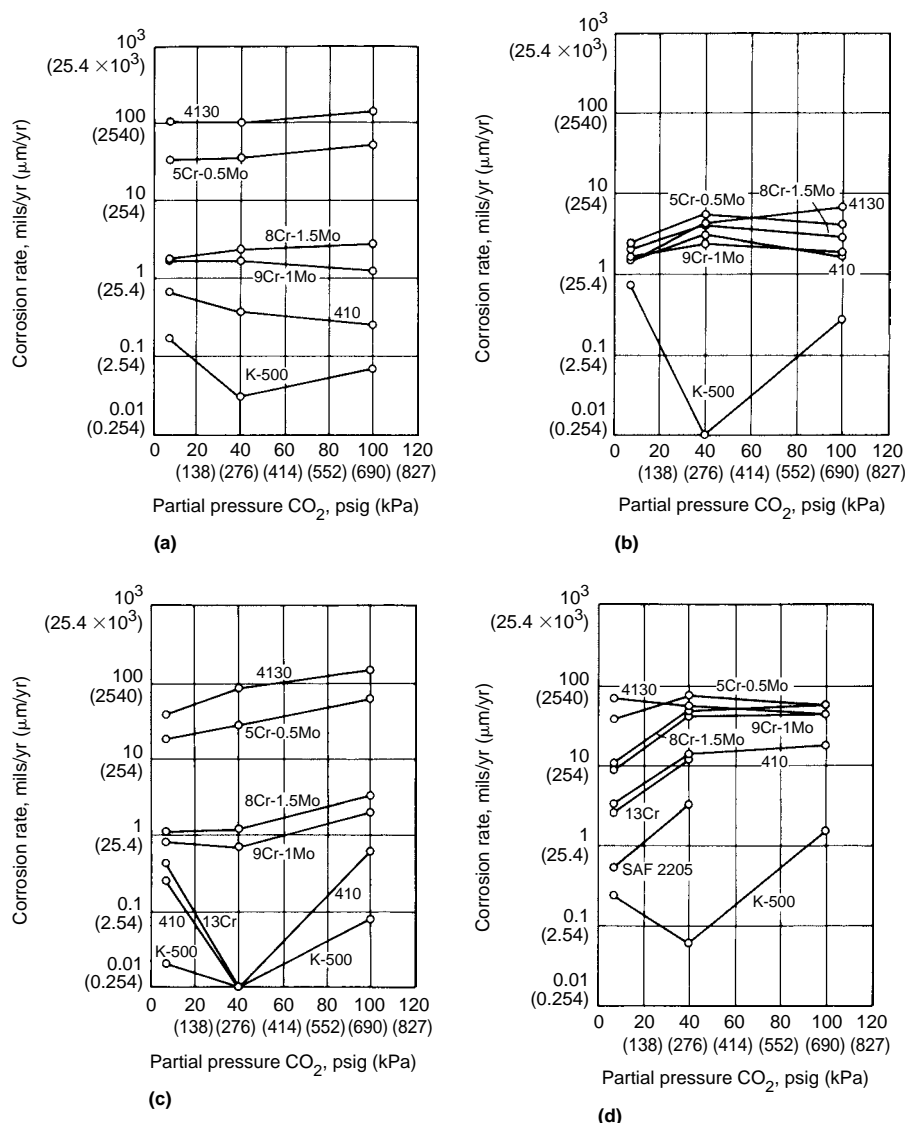 Corrosion rate, mils/yr (μm/yr)
10³
(25.4 ×10³)
100
(2540)
10
(254)
1
(25.4)
0.1
(2.54)
0.01
(0.254)
4130
5Cr-0.5Mo
8Cr-1.5Mo
9Cr-1Mo
410
K-500
0 20 40 60 80 100 120
(138) (276) (414) (552) (690) (827)
Partial pressure CO₂, psig (kPa)
(a)
Corrosion rate, mils/yr (μm/yr)
10³
(25.4 ×10³)
100
(2540)
10
(254)
1
(25.4)
0.1
(2.54)
0.01
(0.254)
5Cr-0.5Mo
8Cr-1.5Mo
4130
9Cr-1Mo
410
K-500
0 20 40 60 80 100 120
(138) (276) (414) (552) (690) (827)
Partial pressure CO₂, psig (kPa)
(b)
Corrosion rate, mils/yr (μm/yr)
10³
(25.4 ×10³)
100
(2540)
10
(254)
1
(25.4)
0.1
(2.54)
0.01
(0.254)
4130
5Cr-0.5Mo
8Cr-1.5Mo
9Cr-1Mo
410
410
13Cr
K-500
K-500
0 20 40 60 80 100 120
(138) (276) (414) (552) (690) (827)
Partial pressure CO₂, psig (kPa)
(c)
Corrosion rate, mils/yr (μm/yr)
10³
(25.4 ×10³)
100
(2540)
10
(254)
1
(25.4)
0.1
(2.54)
0.01
(0.254)
4130
5Cr-0.5Mo
9Cr-1Mo
8Cr-1.5Mo
410
13Cr
SAF 2205
K-500
0 20 40 60 80 100 120
(138) (276) (414) (552) (690) (827)
Partial pressure CO₂, psig (kPa)
(d)